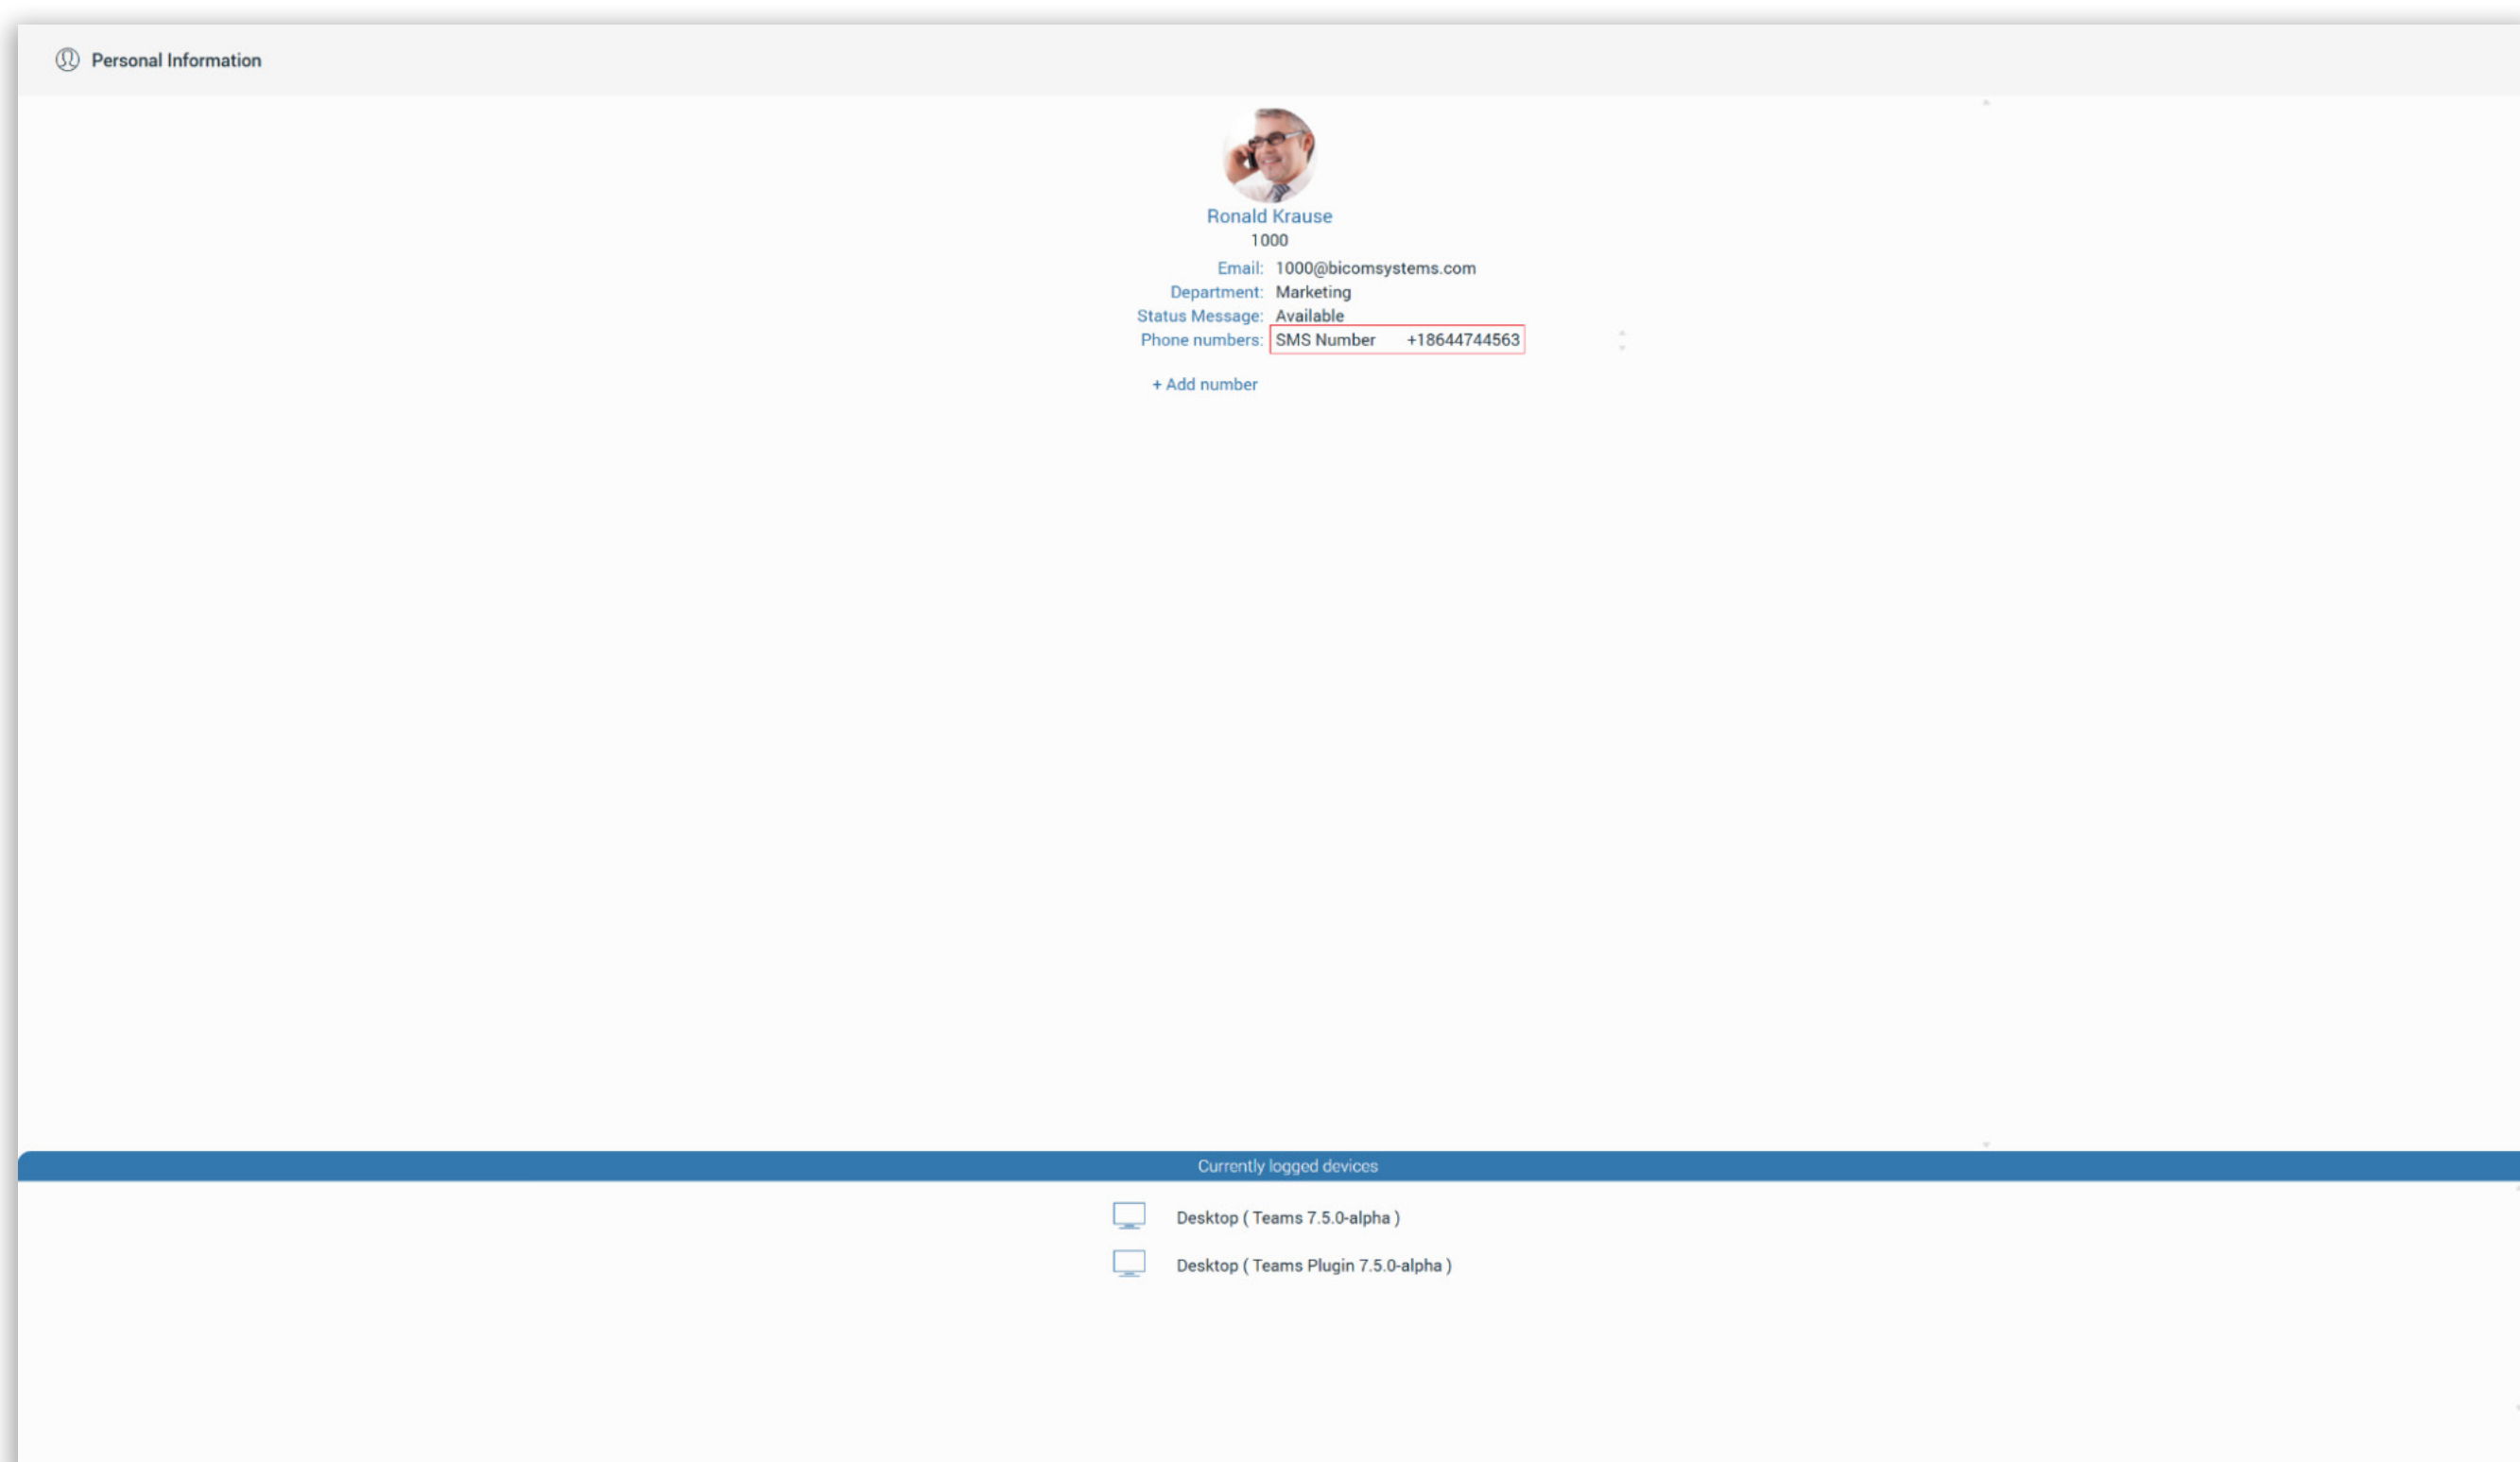 Personal Information
Ronald Krause
1000
Email: 1000@bicomsystems.com
Department: Marketing
Status Message: Available
Phone numbers: SMS Number +18644744563
+ Add number
Currently logged devices
Desktop ( Teams 7.5.0-alpha )
Desktop ( Teams Plugin 7.5.0-alpha )